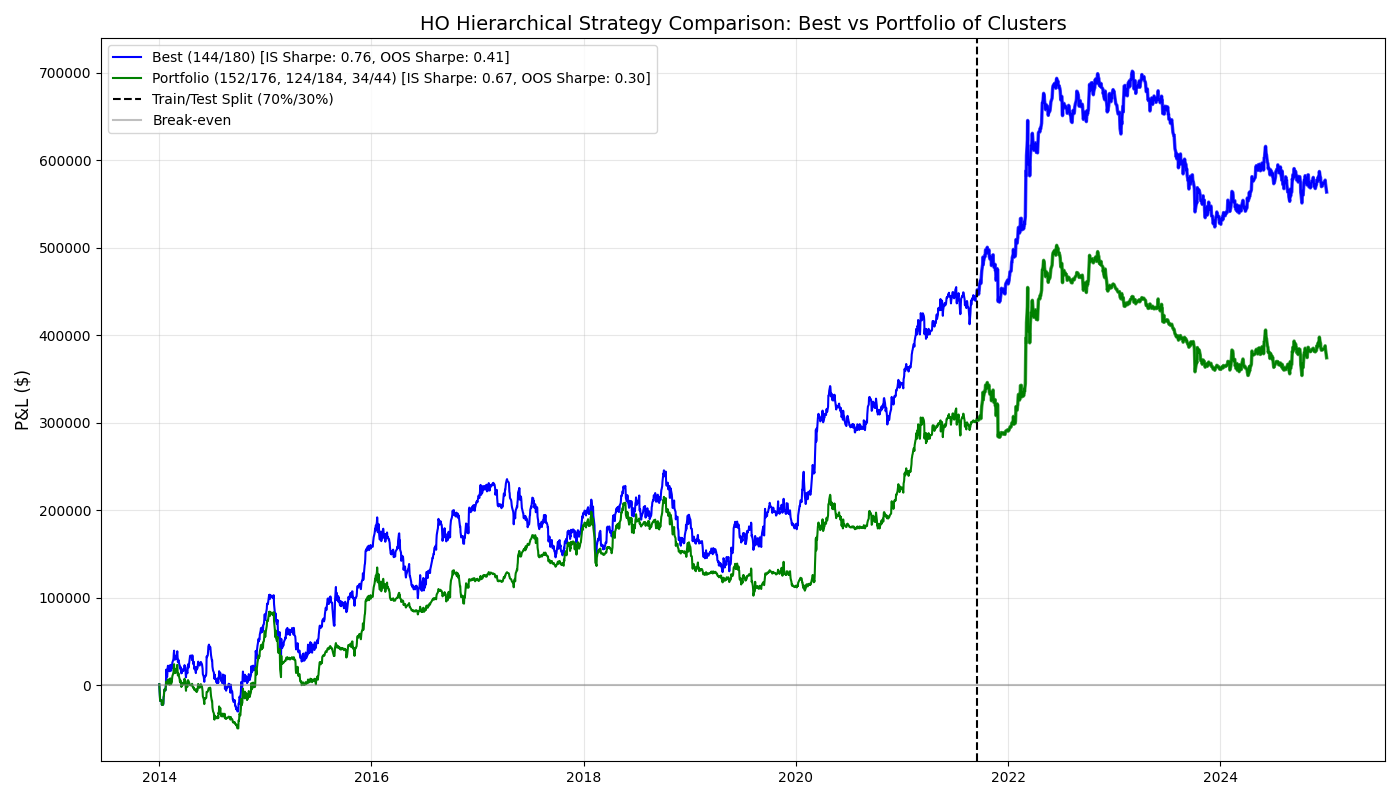 HO Hierarchical Strategy Comparison: Best vs Portfolio of Clusters
Best (144/180) [IS Sharpe: 0.76, OOS Sharpe: 0.41]
Portfolio (152/176, 124/184, 34/44) [IS Sharpe: 0.67, OOS Sharpe: 0.30]
Train/Test Split (70%/30%)
Break-even
P&L ($)
700000
600000
500000
400000
300000
200000
100000
0
2014
2016
2018
2020
2022
2024